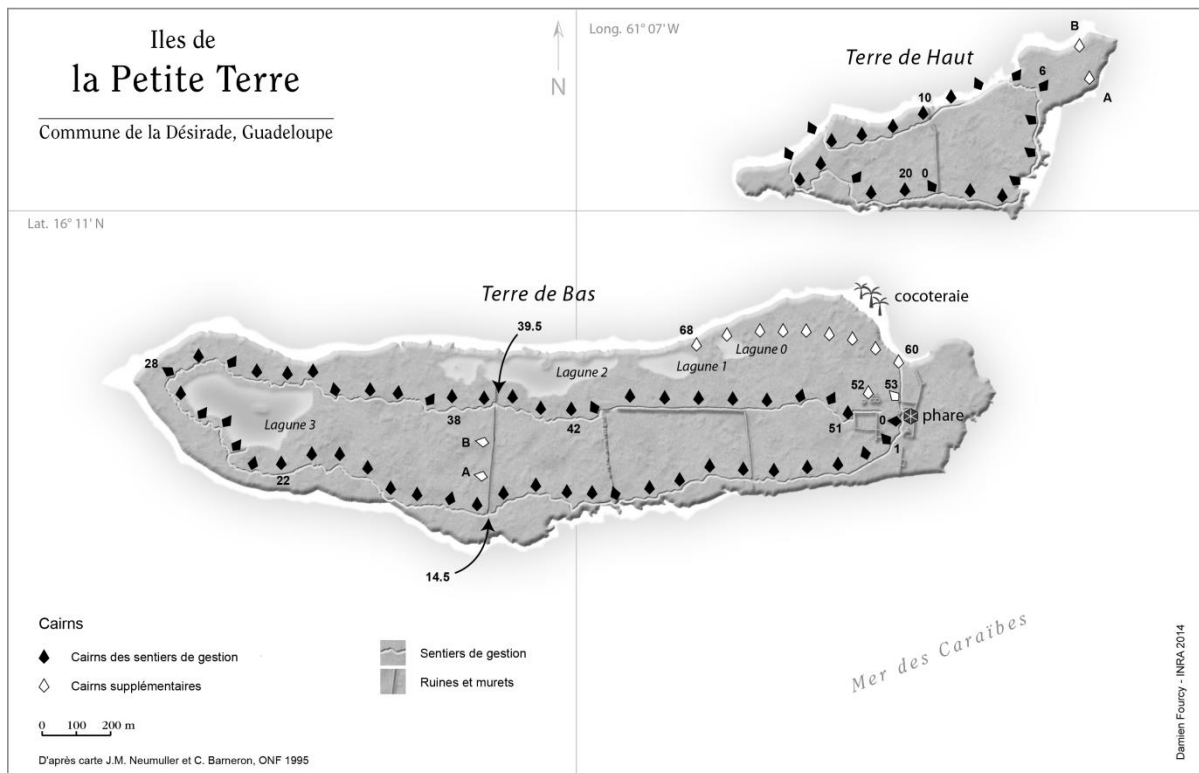 Iles de
la Petite Terre
Commune de la Désirade, Guadeloupe
N
Long. 61° 07' W
Terre de Haut
B
6
A
10
20 0
Lat. 16° 11' N
Terre de Bas
cocoteraie
39.5
68
Lagune 0
60
28
Lagune 2
Lagune 1
52 53
Lagune 3
38
42
51
0
phare
B
1
A
22
14.5
Cairns
Cairns des sentiers de gestion
Cairns supplémentaires
Sentiers de gestion
Ruines et murets
0 100 200 m
Mer des Caraïbes
D'après carte J.M. Neumuller et C. Barneron, ONF 1995
Damien Fourcy - INRA 2014